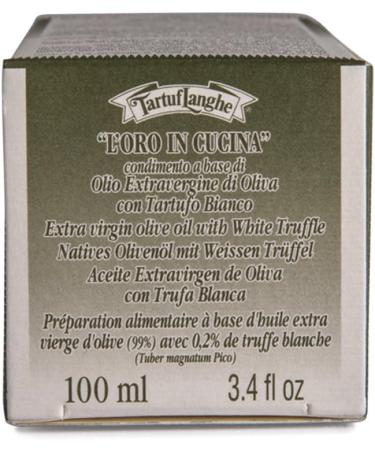 TartufLanghe®
"L'ORO IN CUCINA"
condimento a base di
Olio Extravergine di Oliva
con Tartufo Bianco
Extra virgin olive oil with White Truffle
Natives Olivenöl mit Weissen Trüffel
Aceite Extravirgen de Oliva
con Trufa Blanca
Préparation alimentaire à base d'huile extra
vierge d'olive (99%) avec 0,2% de truffe blanche
(Tuber magnatum Pico)
100 ml 3.4 fl oz